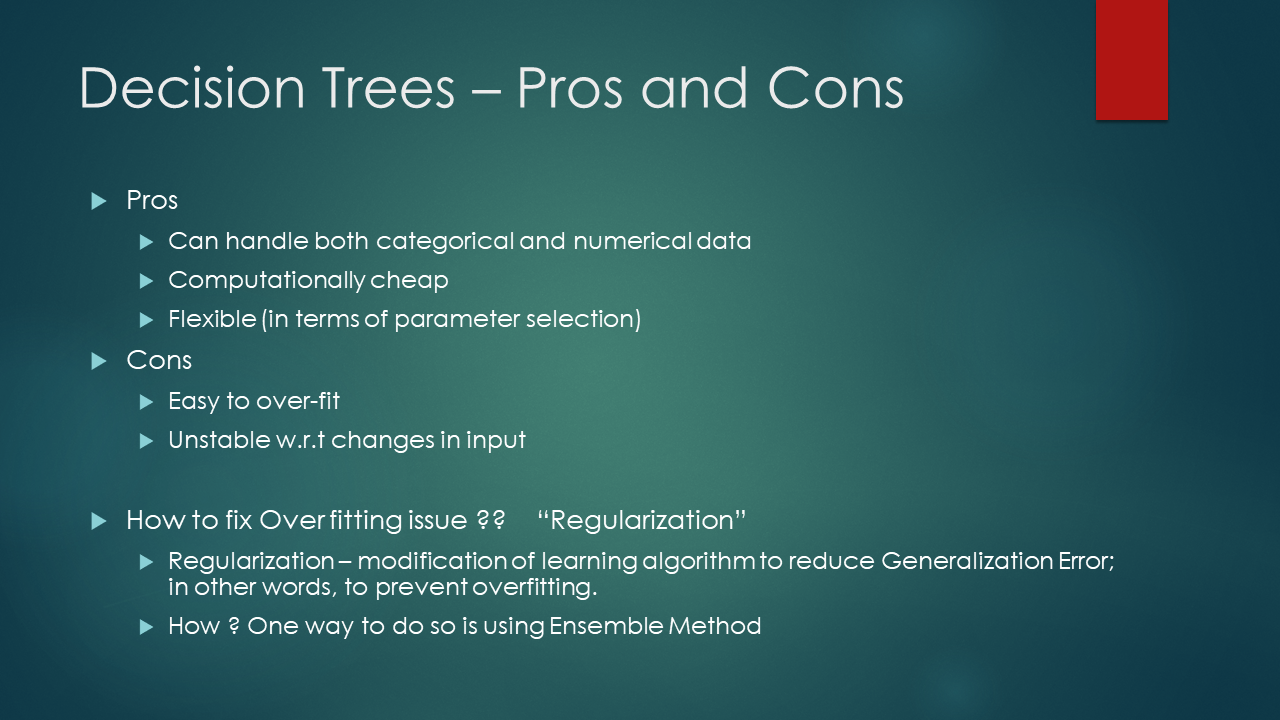 Decision Trees – Pros and Cons
Pros
Can handle both categorical and numerical data
Computationally cheap
Flexible (in terms of parameter selection)
Cons
Easy to over-fit
Unstable w.r.t changes in input
How to fix Over fitting issue ?? “Regularization”
Regularization – modification of learning algorithm to reduce Generalization Error;
in other words, to prevent overfitting.
How ? One way to do so is using Ensemble Method